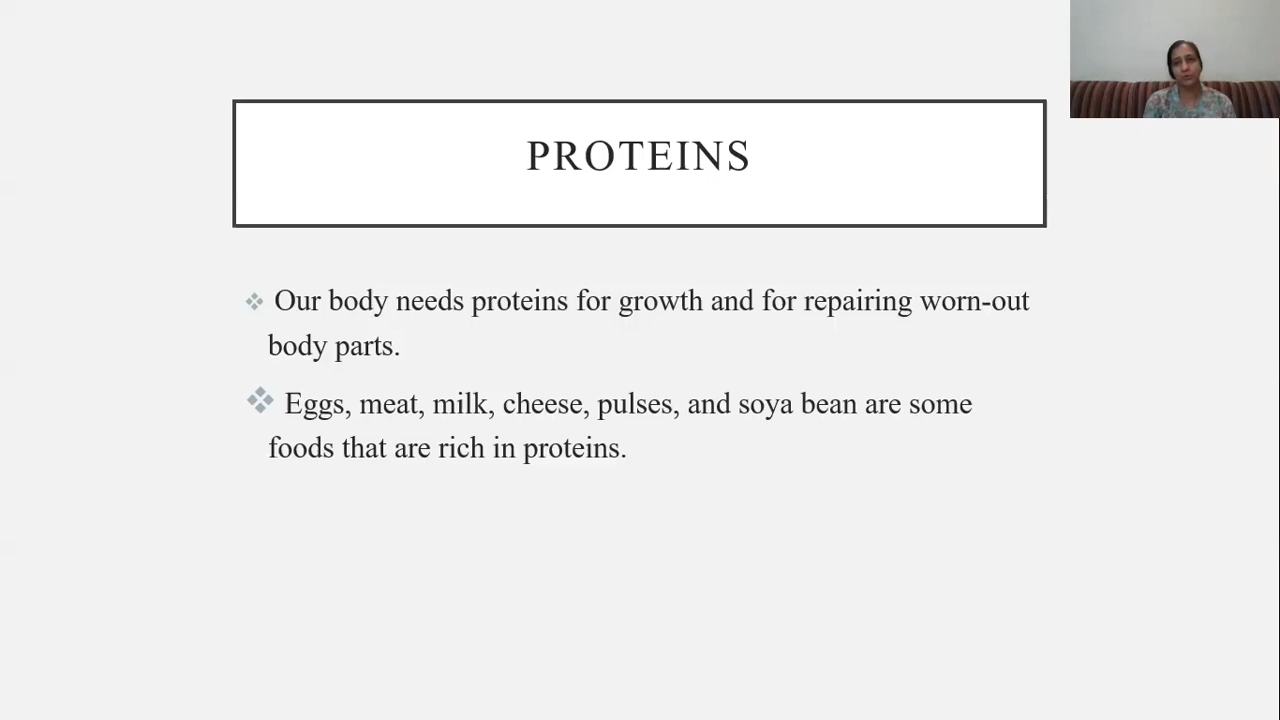 PROTEINS
Our body needs proteins for growth and for repairing worn-out
body parts.
Eggs, meat, milk, cheese, pulses, and soya bean are some
foods that are rich in proteins.